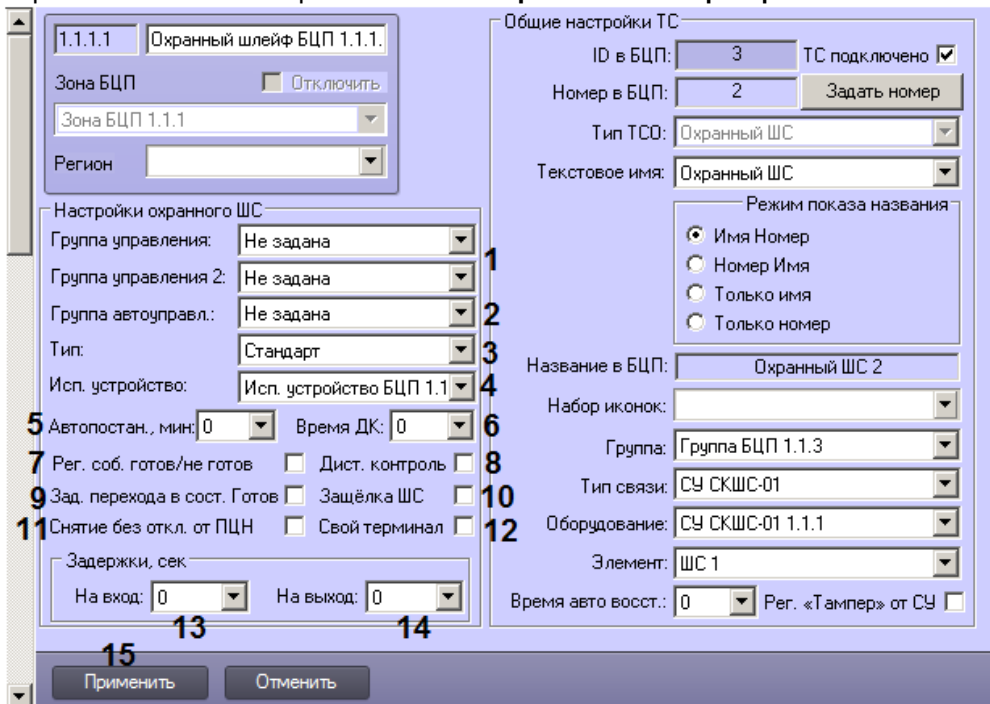 1.1.1.1 Охранный шлейф БЦП 1.1.1.
Зона БЦП Отключить
Зона БЦП 1.1.1
Регион
Настройки охранного ШС
Группа управления: Не задана
1
Группа управления 2: Не задана
Группа автоуправл.: Не задана 2
Тип: Стандарт 3
Исп. устройство: Исп. устройство БЦП 1.1 4
5 Автопостан., мин: 0 Время ДК: 0 6
7 Рег. соб. готов/не готов Дист. контроль 8
9 Зад. перехода в сост. Готов Защёлка ШС 10
11 Снятие без откл. от ПЦН Свой терминал 12
Задержки, сек
На вход: 0 На выход: 0
13 14
Общие настройки ТС
ID в БЦП: 3 ТС подключено
Номер в БЦП: 2 Задать номер
Тип ТСО: Охранный ШС
Текстовое имя: Охранный ШС
Режим показа названия
Имя Номер
Номер Имя
Только имя
Только номер
Название в БЦП: Охранный ШС 2
Набор иконок:
Группа: Группа БЦП 1.1.3
Тип связи: СУ СКШС-01
Оборудование: СУ СКШС-01 1.1.1
Элемент: ШС 1
Время авто восст.: 0 Рег. «Тампер» от СУ
15
Применить Отменить